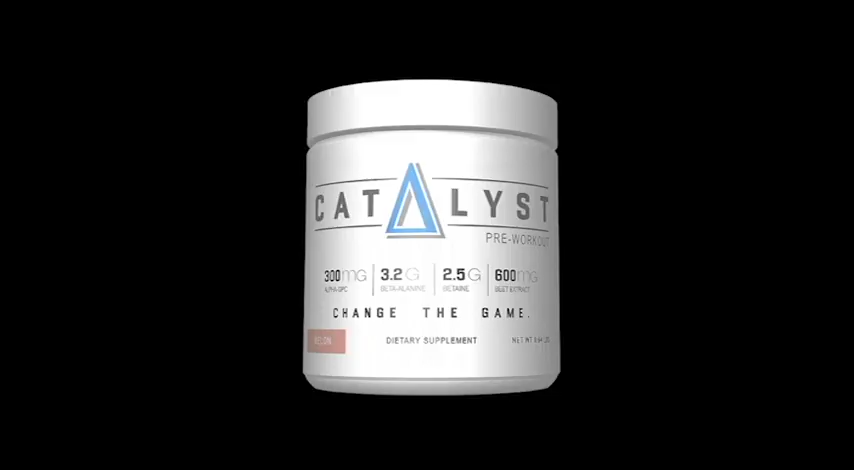 CATALYST
PRE-WORKOUT
300mG 3.2G 2.5G 600mG
ALPHA-GPC BETA-ALANINE BETAINE BEET EXTRACT
CHANGE THE GAME.
DIETARY SUPPLEMENT NET WT